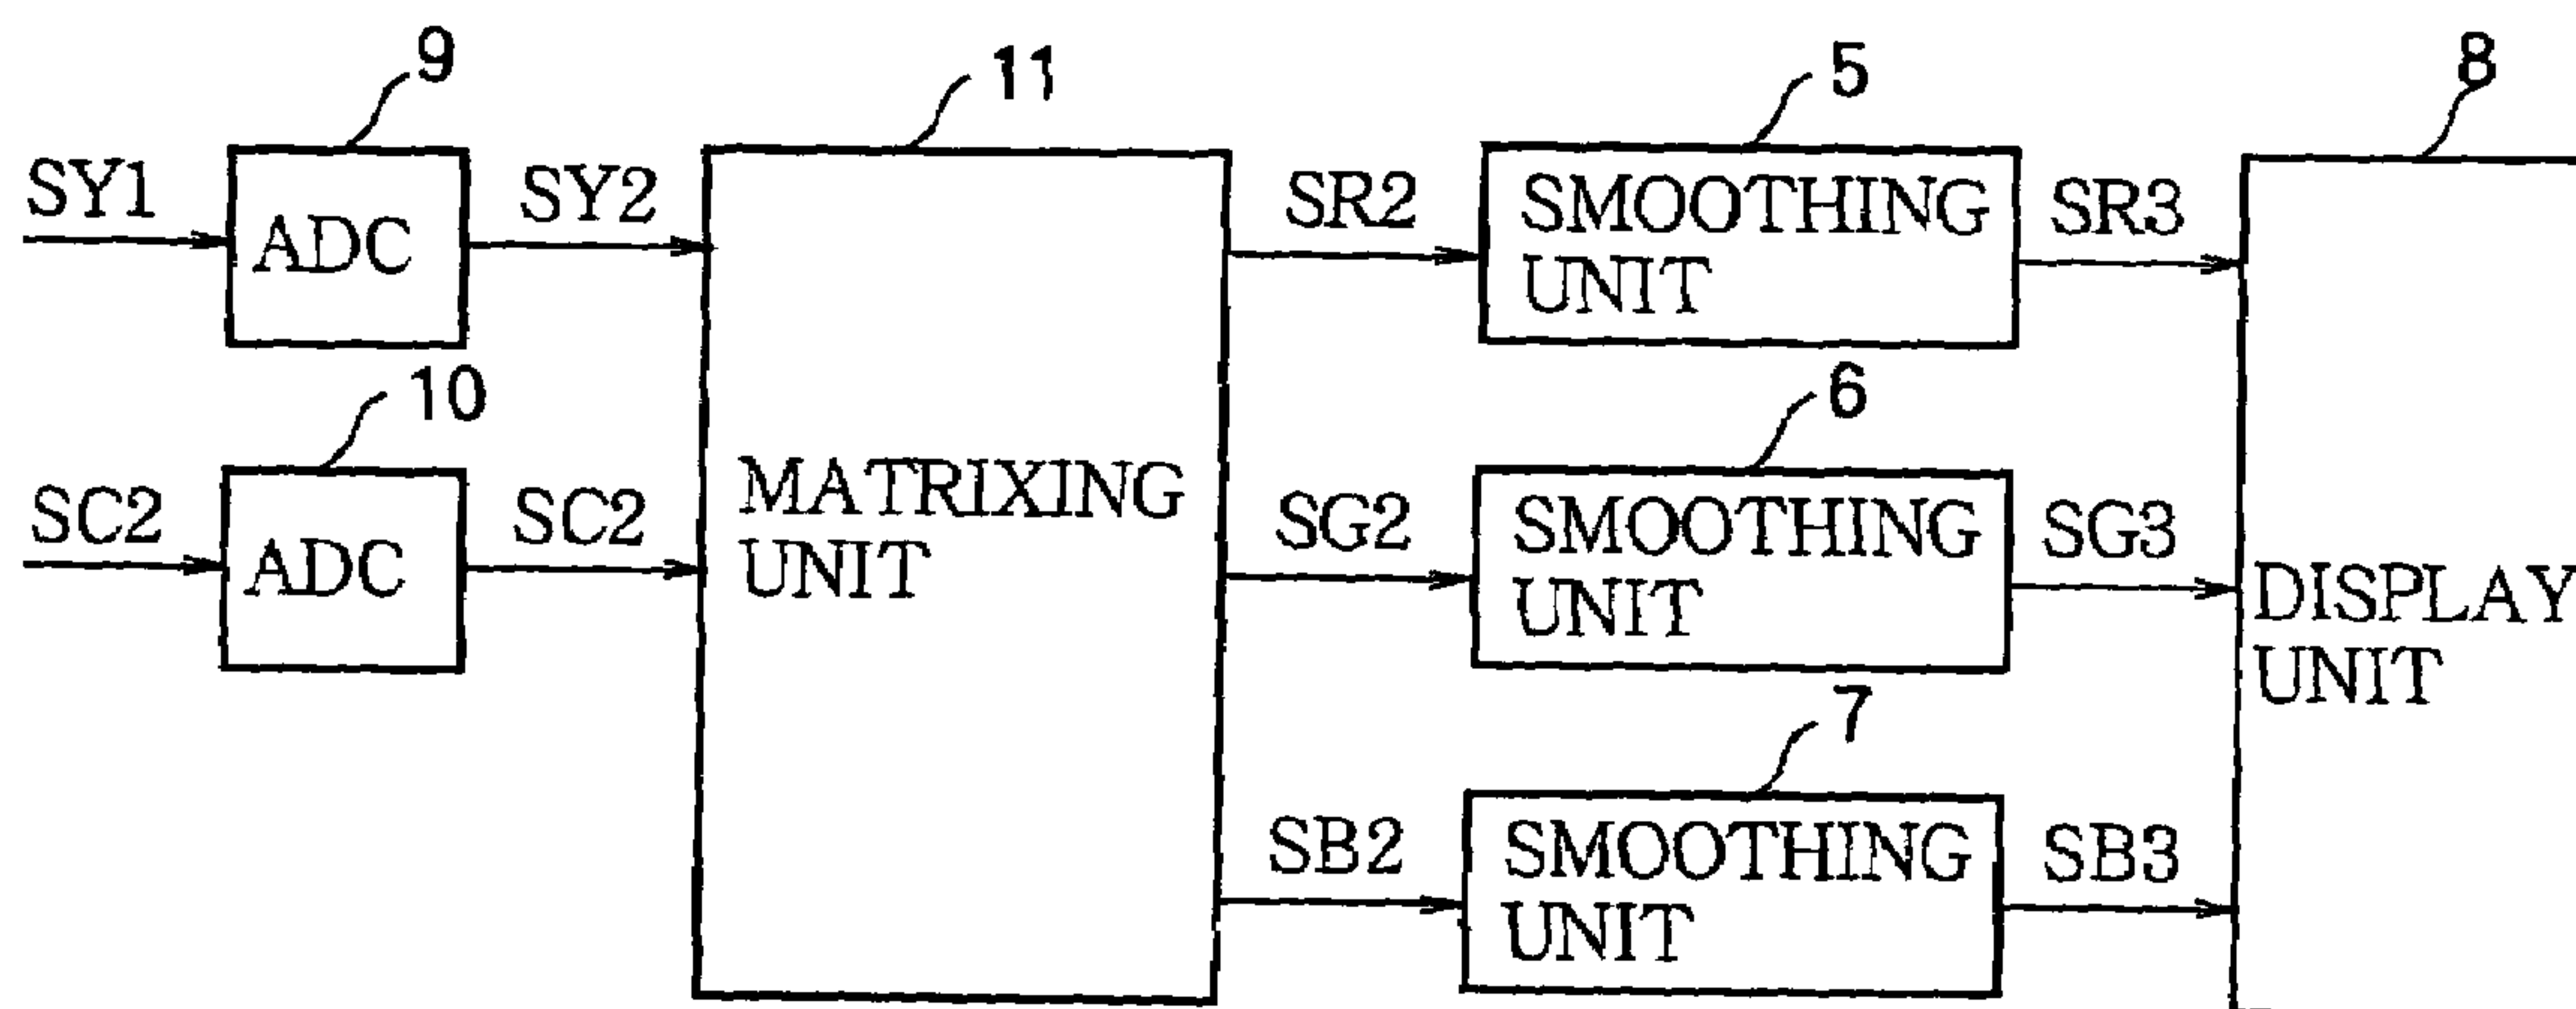 9
11
5
8
SY1
ADC
SY2
SR2
SMOOTHING
UNIT
SR3
10
6
SC2
ADC
SC2
MATRIXING
UNIT
SG2
SMOOTHING
UNIT
SG3
DISPLAY
UNIT
7
SB2
SMOOTHING
UNIT
SB3